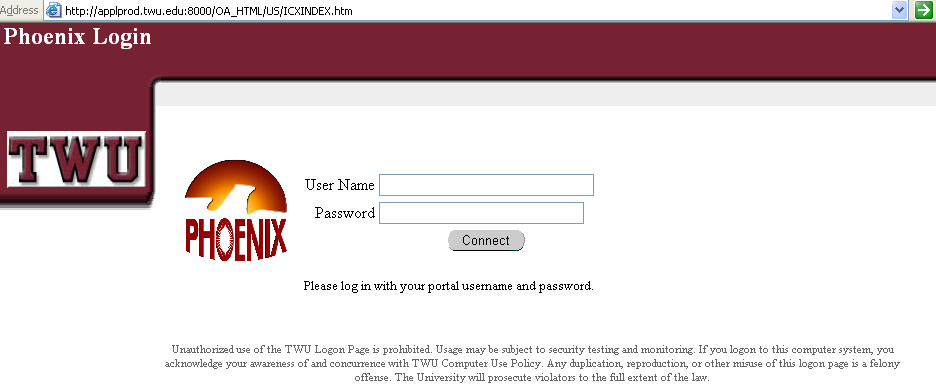 Address http://applprod.twu.edu:8000/OA_HTML/US/ICXINDEX.htm
Phoenix Login
TWU
PHOENIX
User Name
Password
Connect
Please log in with your portal username and password.
Unauthorized use of the TWU Logon Page is prohibited. Usage may be subject to security testing and monitoring. If you logon to this computer system, you
acknowledge your awareness of and concurrence with TWU Computer Use Policy. Any duplication, reproduction, or other misuse of this logon page is a felony
offense. The University will prosecute violators to the full extent of the law.